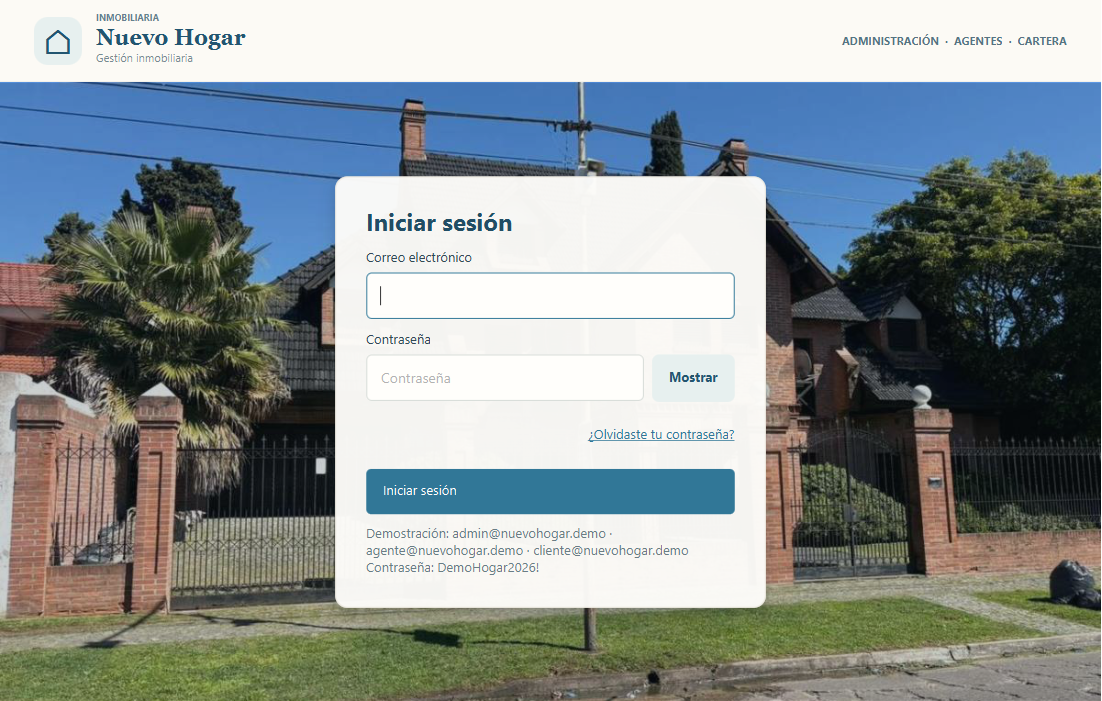 INMOBILIARIA
Nuevo Hogar
Gestión inmobiliaria
ADMINISTRACIÓN · AGENTES · CARTERA
Iniciar sesión
Correo electrónico
Contraseña
Contraseña
Mostrar
¿Olvidaste tu contraseña?
Iniciar sesión
Demostración: admin@nuevohogar.demo ·
agente@nuevohogar.demo · cliente@nuevohogar.demo
Contraseña: DemoHogar2026!